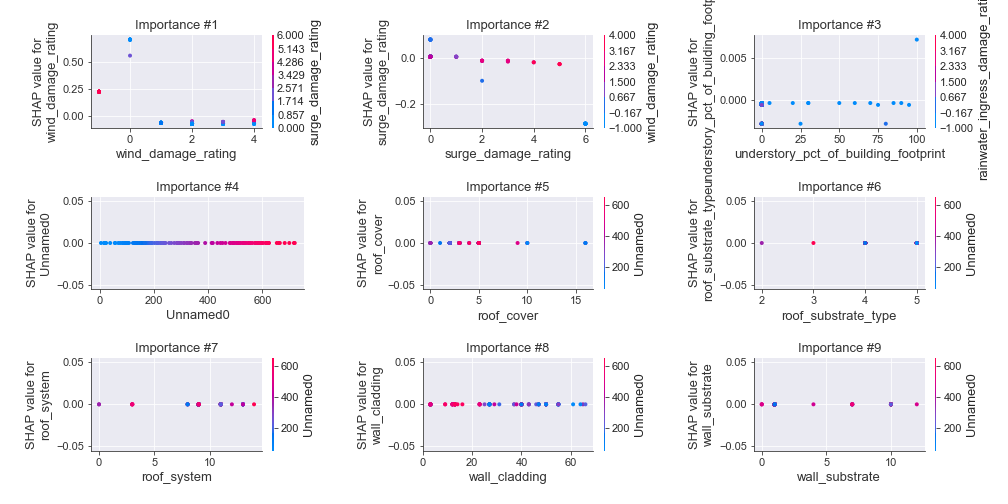 Importance #1
SHAP value for
wind_damage_rating
0.50
0.25
0.00
0
2
4
wind_damage_rating
6.000
5.143
4.286
3.429
2.571
1.714
0.857
0.000
surge_damage_rating
Importance #2
SHAP value for
surge_damage_rating
0.0
−0.2
0
2
4
6
surge_damage_rating
4.000
3.167
2.333
1.500
0.667
−0.167
−1.000
wind_damage_rating
Importance #3
SHAP value for
understory_pct_of_building_footp
0.005
0.000
0
25
50
75
100
understory_pct_of_building_footprint
4.000
3.167
2.333
1.500
0.667
−0.167
−1.000
rainwater_ingress_damage_rati
Importance #4
SHAP value for
Unnamed0
0.05
0.00
−0.05
0
200
400
600
Unnamed0
Importance #5
SHAP value for
roof_cover
0.05
0.00
−0.05
0
5
10
15
roof_cover
600
400
200
Unnamed0
Importance #6
SHAP value for
roof_substrate_type
0.05
0.00
−0.05
2
3
4
5
roof_substrate_type
600
400
200
Unnamed0
Importance #7
SHAP value for
roof_system
0.05
0.00
−0.05
0
10
roof_system
600
400
200
Unnamed0
Importance #8
SHAP value for
wall_cladding
0.05
0.00
−0.05
0
20
40
60
wall_cladding
600
400
200
Unnamed0
Importance #9
SHAP value for
wall_substrate
0.05
0.00
−0.05
0
5
10
wall_substrate
600
400
200
Unnamed0